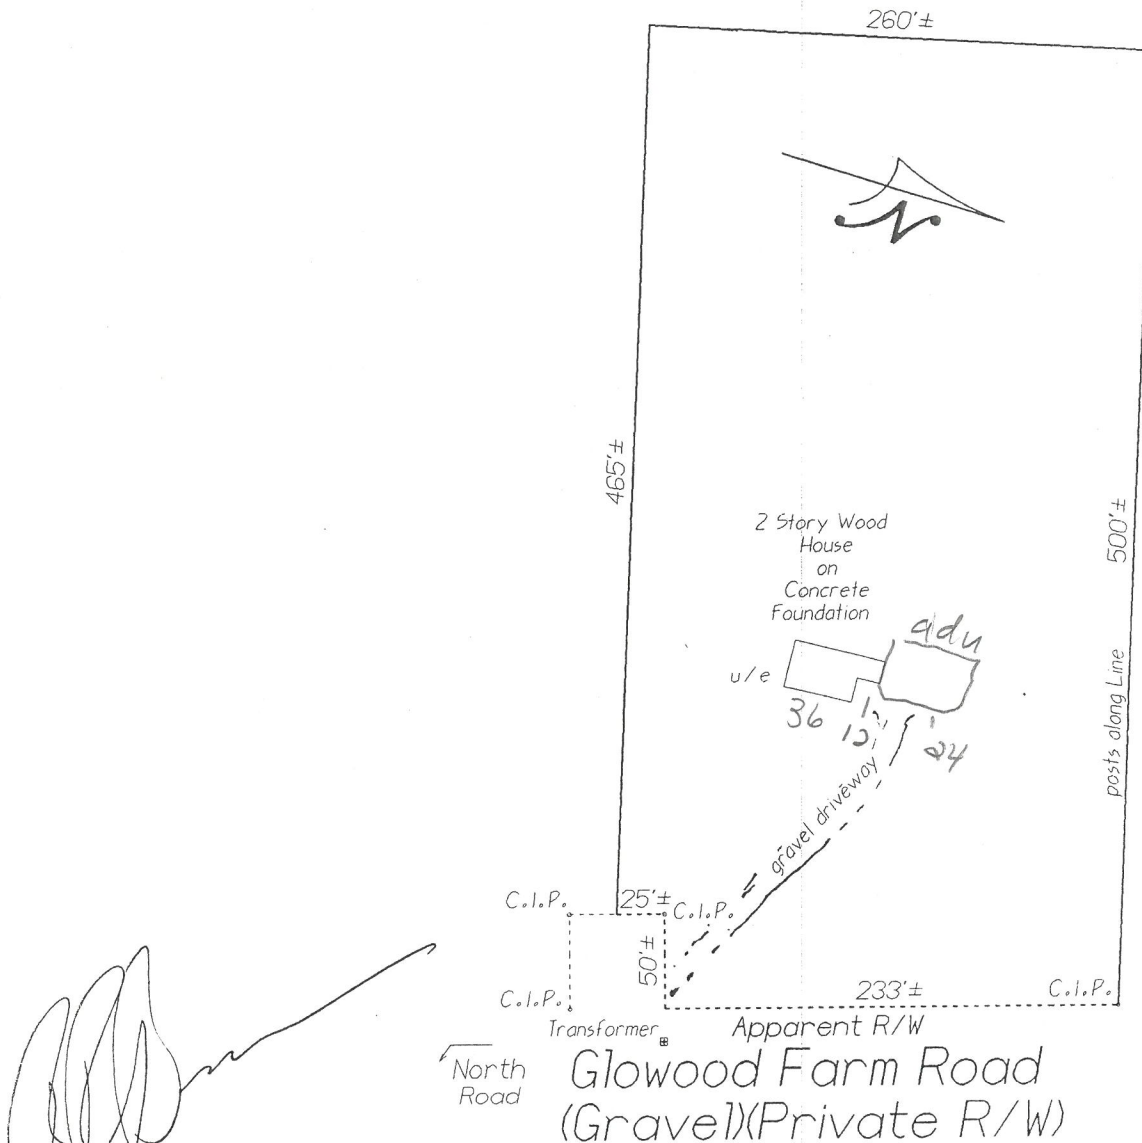 260'±
N
465'±
500'±
2 Story Wood
House
on
Concrete
Foundation
adu
u/e
36
12
24
posts along Line
gravel driveway
C.I.P.
25'±
C.I.P.
50'±
C.I.P.
233'±
C.I.P.
Transformer
Apparent R/W
North
Road
Glowood Farm Road
(Gravel)(Private R/W)